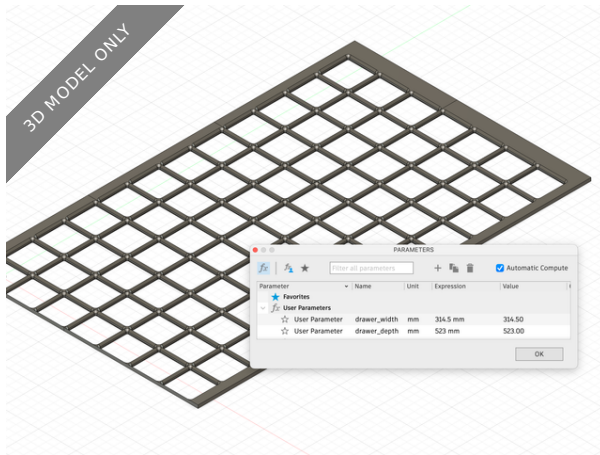 3D MODEL ONLY
PARAMETERS
Filter all parameters
Automatic Compute
Parameter Name Unit Expression Value
Favorites
User Parameters
User Parameter drawer_width mm 314.5 mm 314.50
User Parameter drawer_depth mm 523 mm 523.00
OK